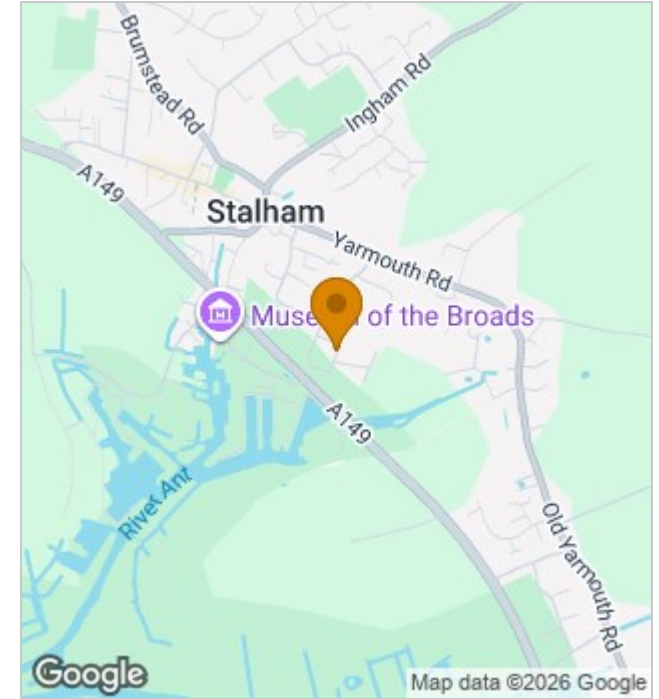 Brumstead Rd
Ingham Rd
A149
Stalham
Yarmouth Rd
Museum of the Broads
A149
River Ant
Old Yarmouth Rd
Google
Map data ©2026 Google